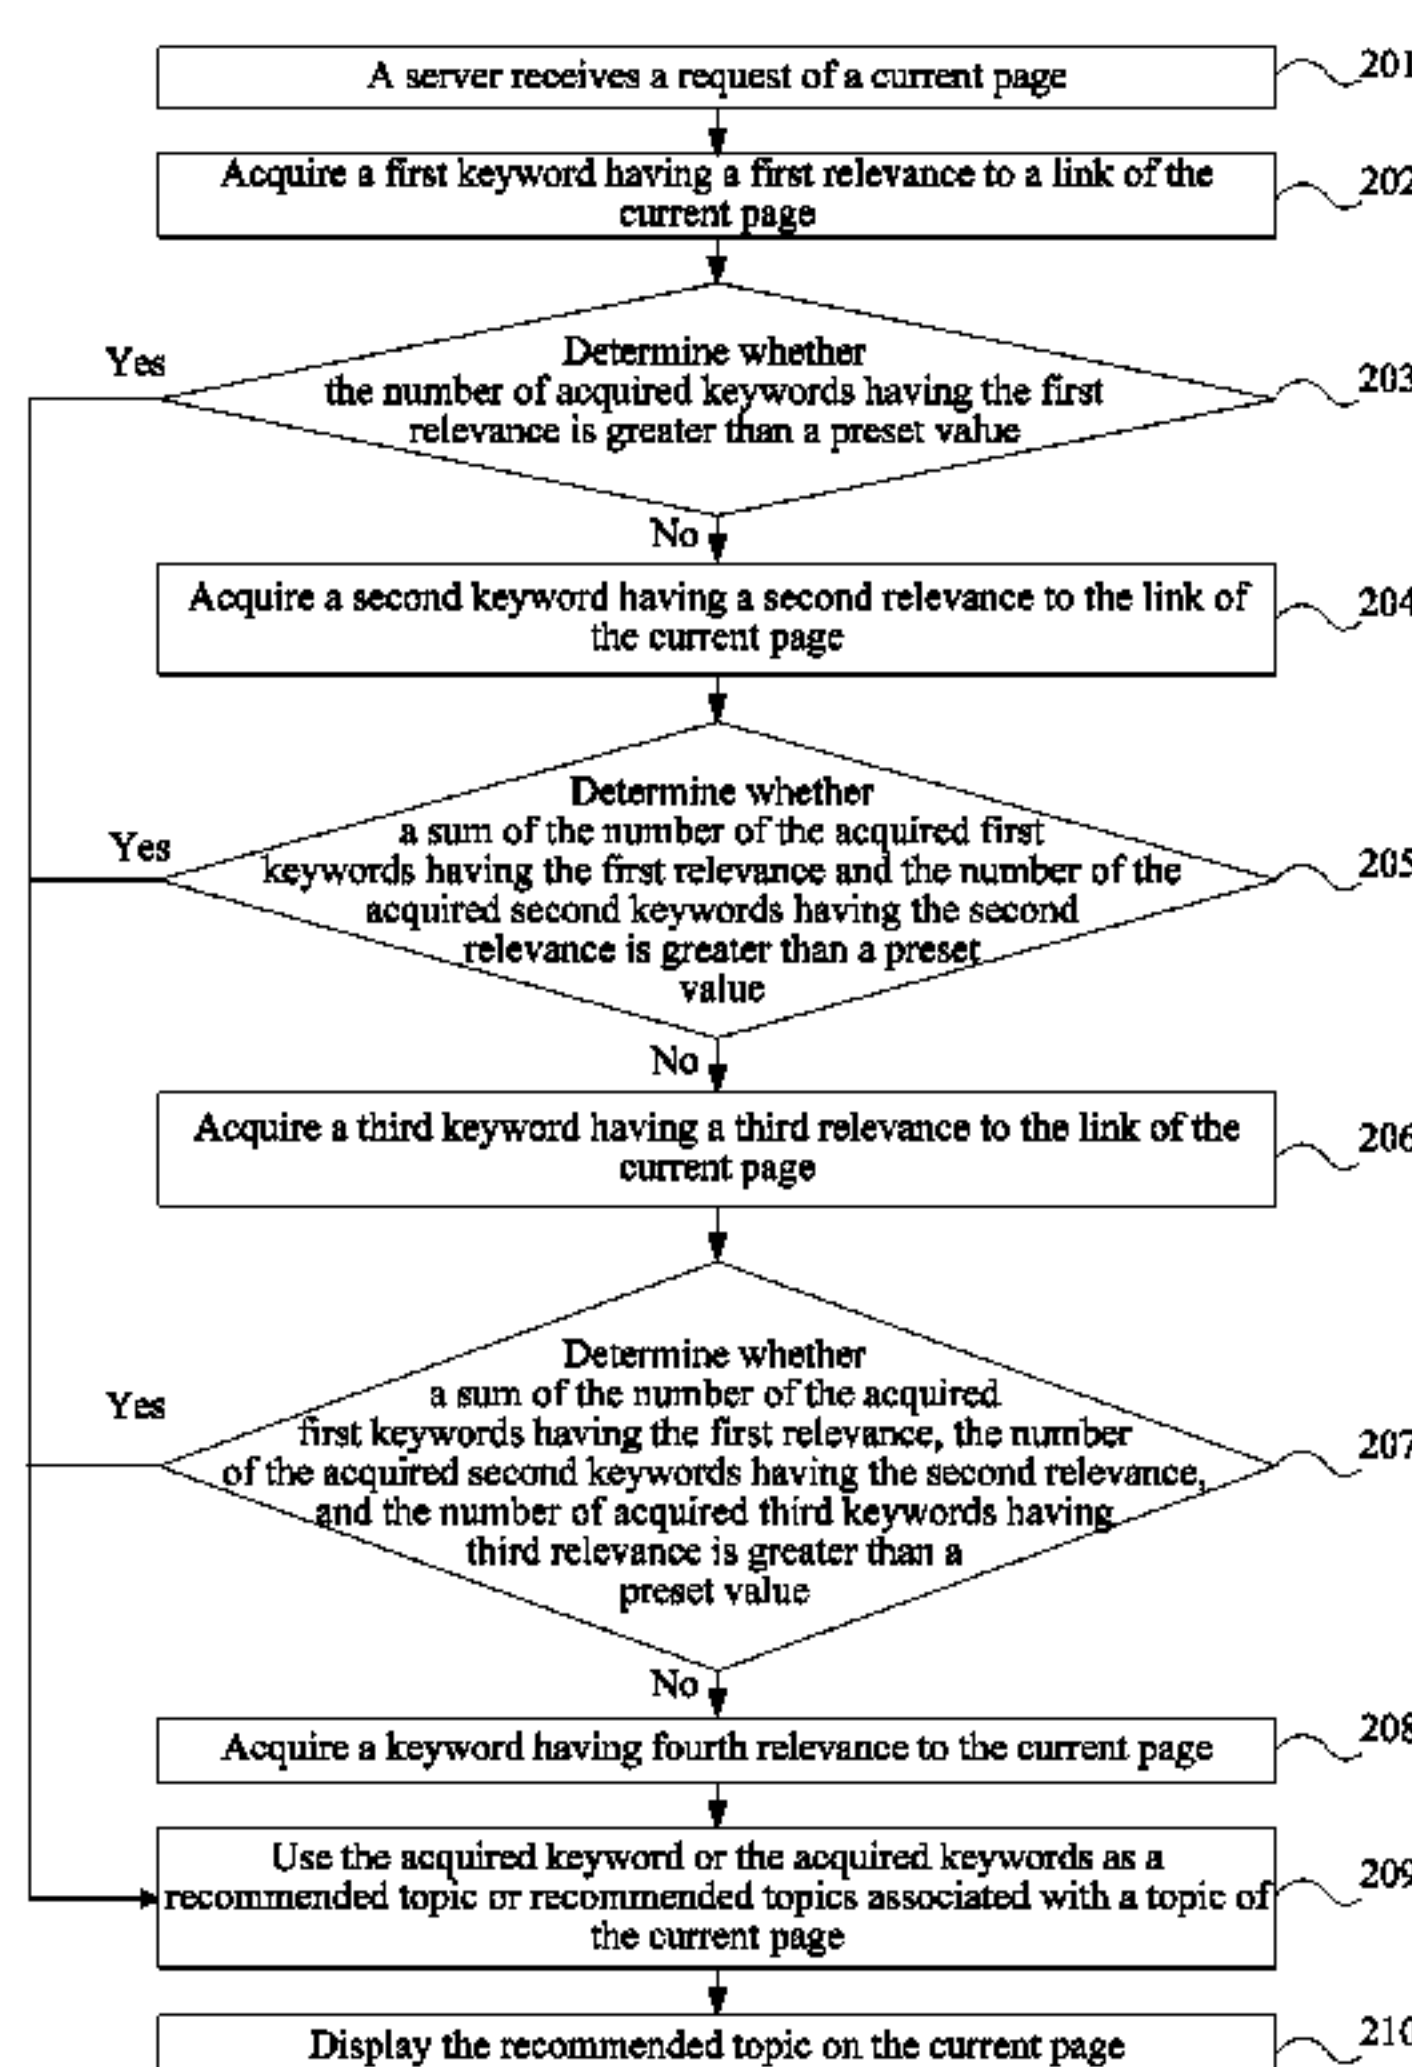 A server receives a request of a current page
201
Acquire a first keyword having a first relevance to a link of the
current page
202
Yes
Determine whether
the number of acquired keywords having the first
relevance is greater than a preset value
203
No
Acquire a second keyword having a second relevance to the link of
the current page
204
Yes
Determine whether
a sum of the number of the acquired first
keywords having the first relevance and the number of the
acquired second keywords having the second
relevance is greater than a preset
value
205
No
Acquire a third keyword having a third relevance to the link of the
current page
206
Yes
Determine whether
a sum of the number of the acquired
first keywords having the first relevance, the number
of the acquired second keywords having the second relevance,
and the number of acquired third keywords having
third relevance is greater than a
preset value
207
No
Acquire a keyword having fourth relevance to the current page
208
Use the acquired keyword or the acquired keywords as a
recommended topic or recommended topics associated with a topic of
the current page
209
Display the recommended topic on the current page
210